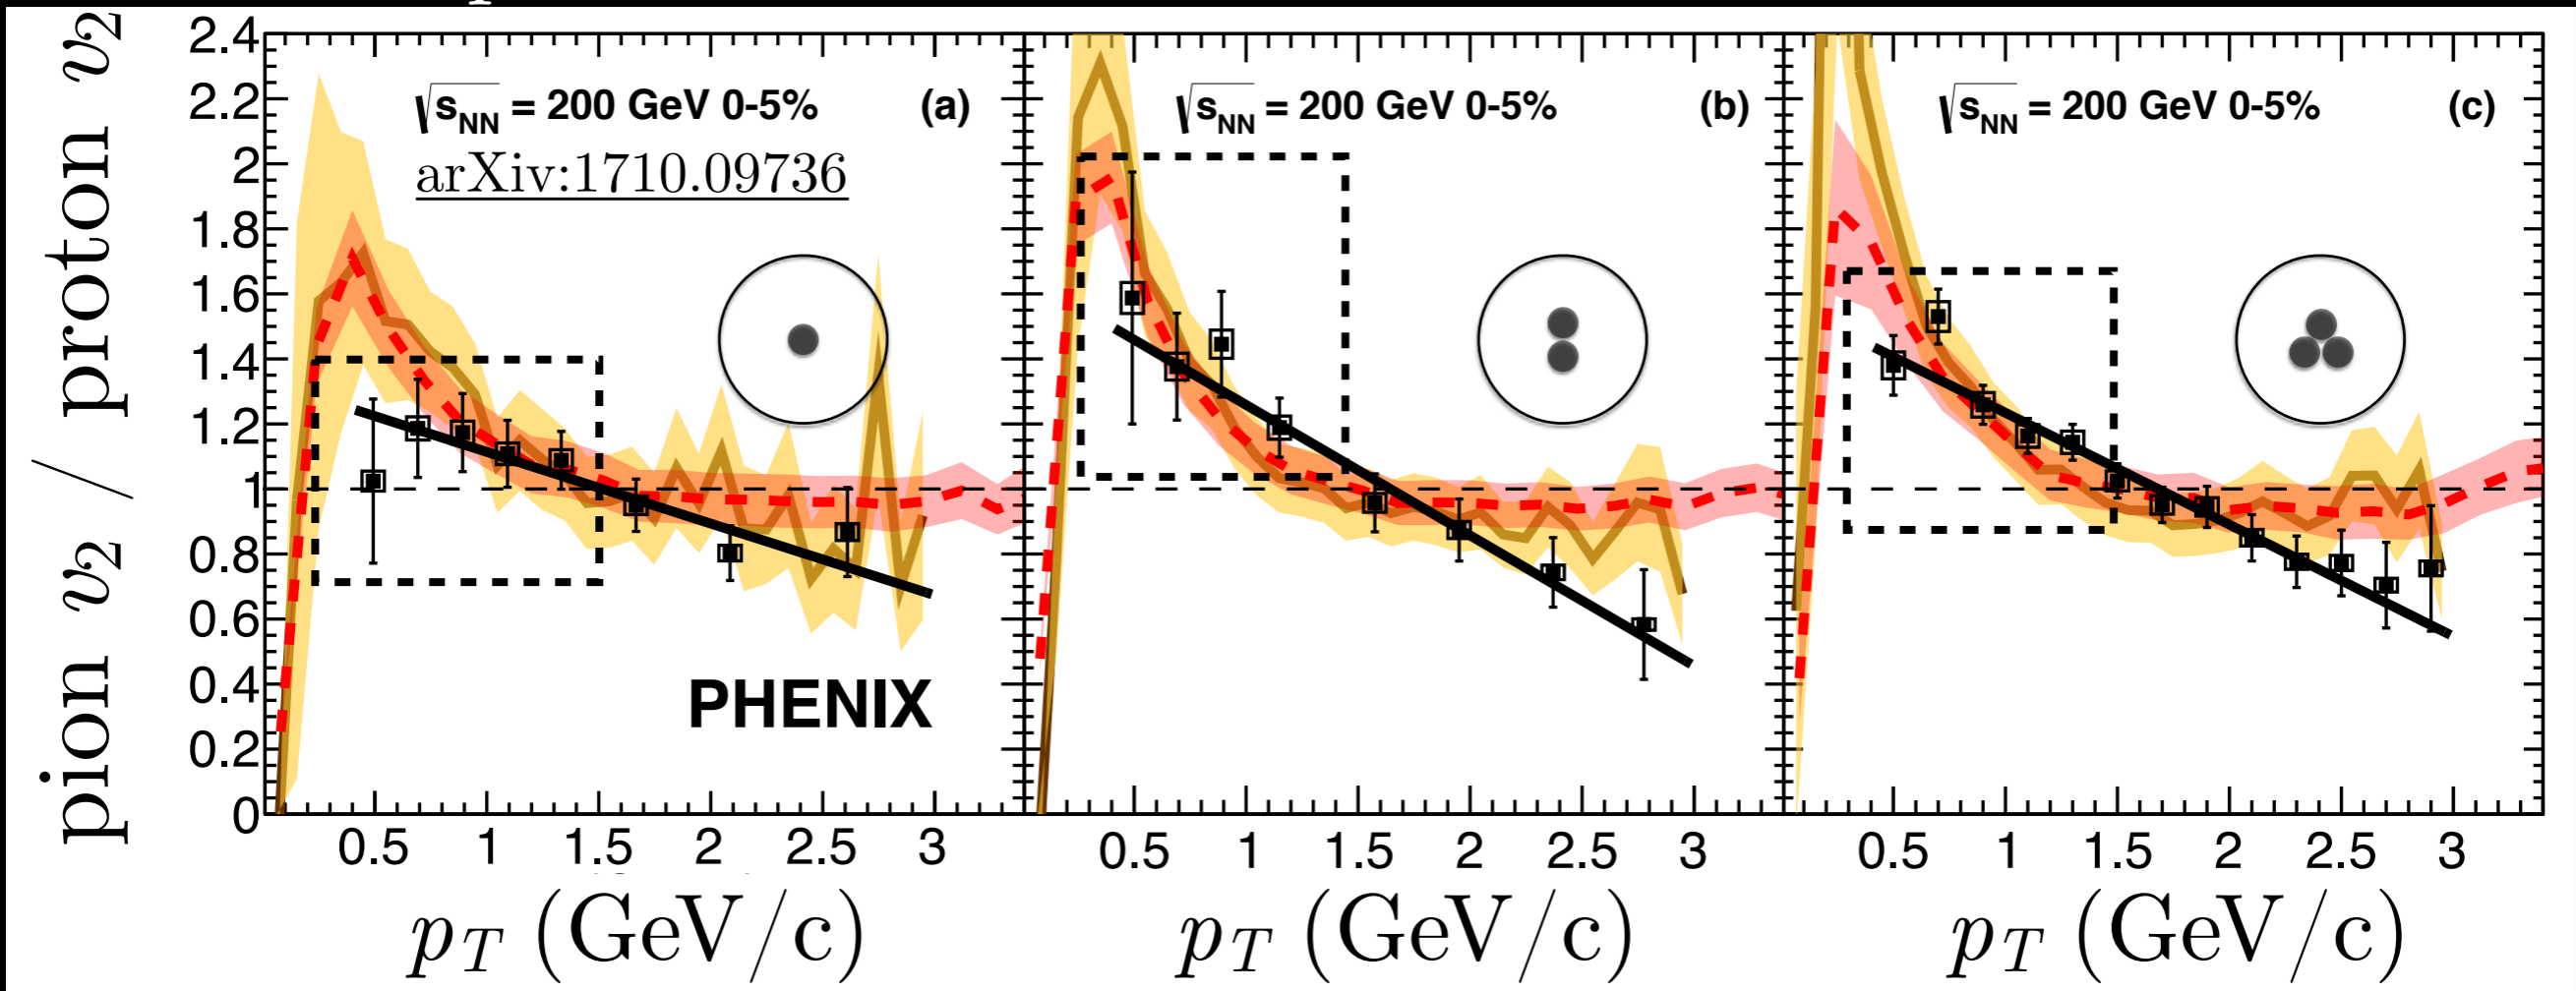 pion v2 / proton v2
2.4
2.2
2
1.8
1.6
1.4
1.2
1
0.8
0.6
0.4
0.2
0
√sNN = 200 GeV 0-5% (a)
arXiv:1710.09736
PHENIX
0.5 1 1.5 2 2.5 3
pT (GeV/c)
√sNN = 200 GeV 0-5% (b)
0.5 1 1.5 2 2.5 3
pT (GeV/c)
√sNN = 200 GeV 0-5% (c)
0.5 1 1.5 2 2.5 3
pT (GeV/c)